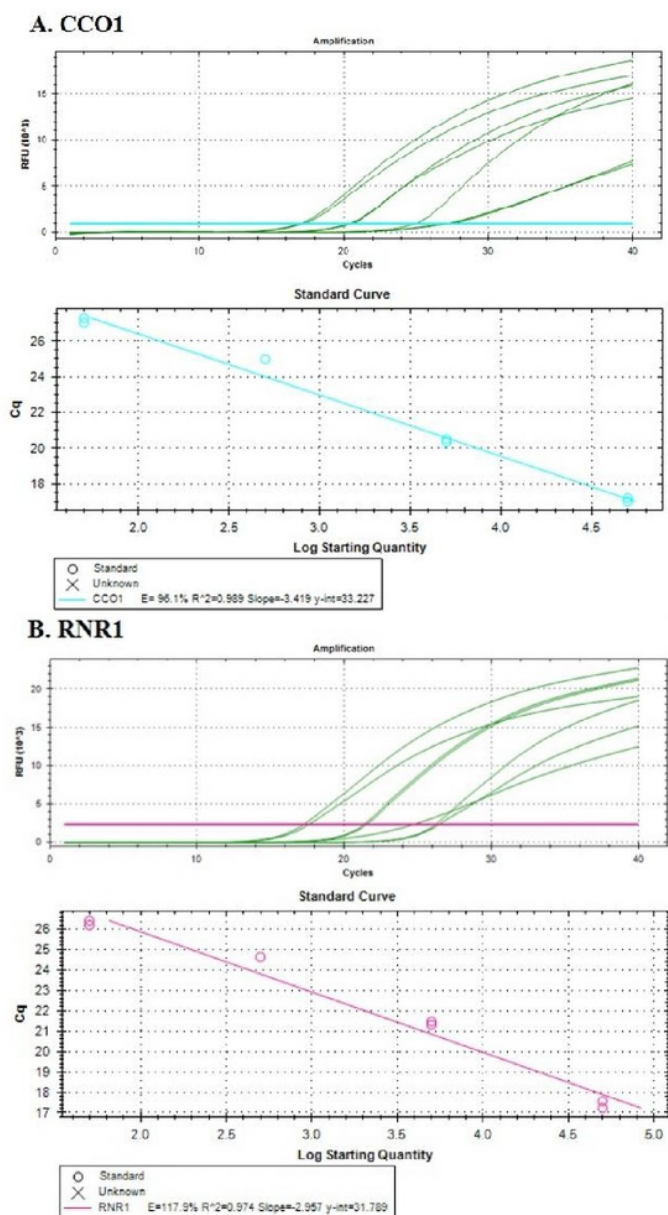 A. CCO1
Amplification
15
10
5
0
RFU (10^3)
0 10 20 30 40
Cycles
Standard Curve
26
24
22
20
18
Cq
2.0 2.5 3.0 3.5 4.0 4.5
Log Starting Quantity
Standard
Unknown
CCO1 E= 96.1% R^2=0.989 Slope=-3.419 y-int=33.227
B. RNR1
Amplification
20
15
10
5
0
RFU (10^3)
0 10 20 30 40
Cycles
Standard Curve
26
25
24
23
22
21
20
19
18
17
Cq
2.0 2.5 3.0 3.5 4.0 4.5 5.0
Log Starting Quantity
Standard
Unknown
RNR1 E=117.9% R^2=0.974 Slope=-2.957 y-int=31.789